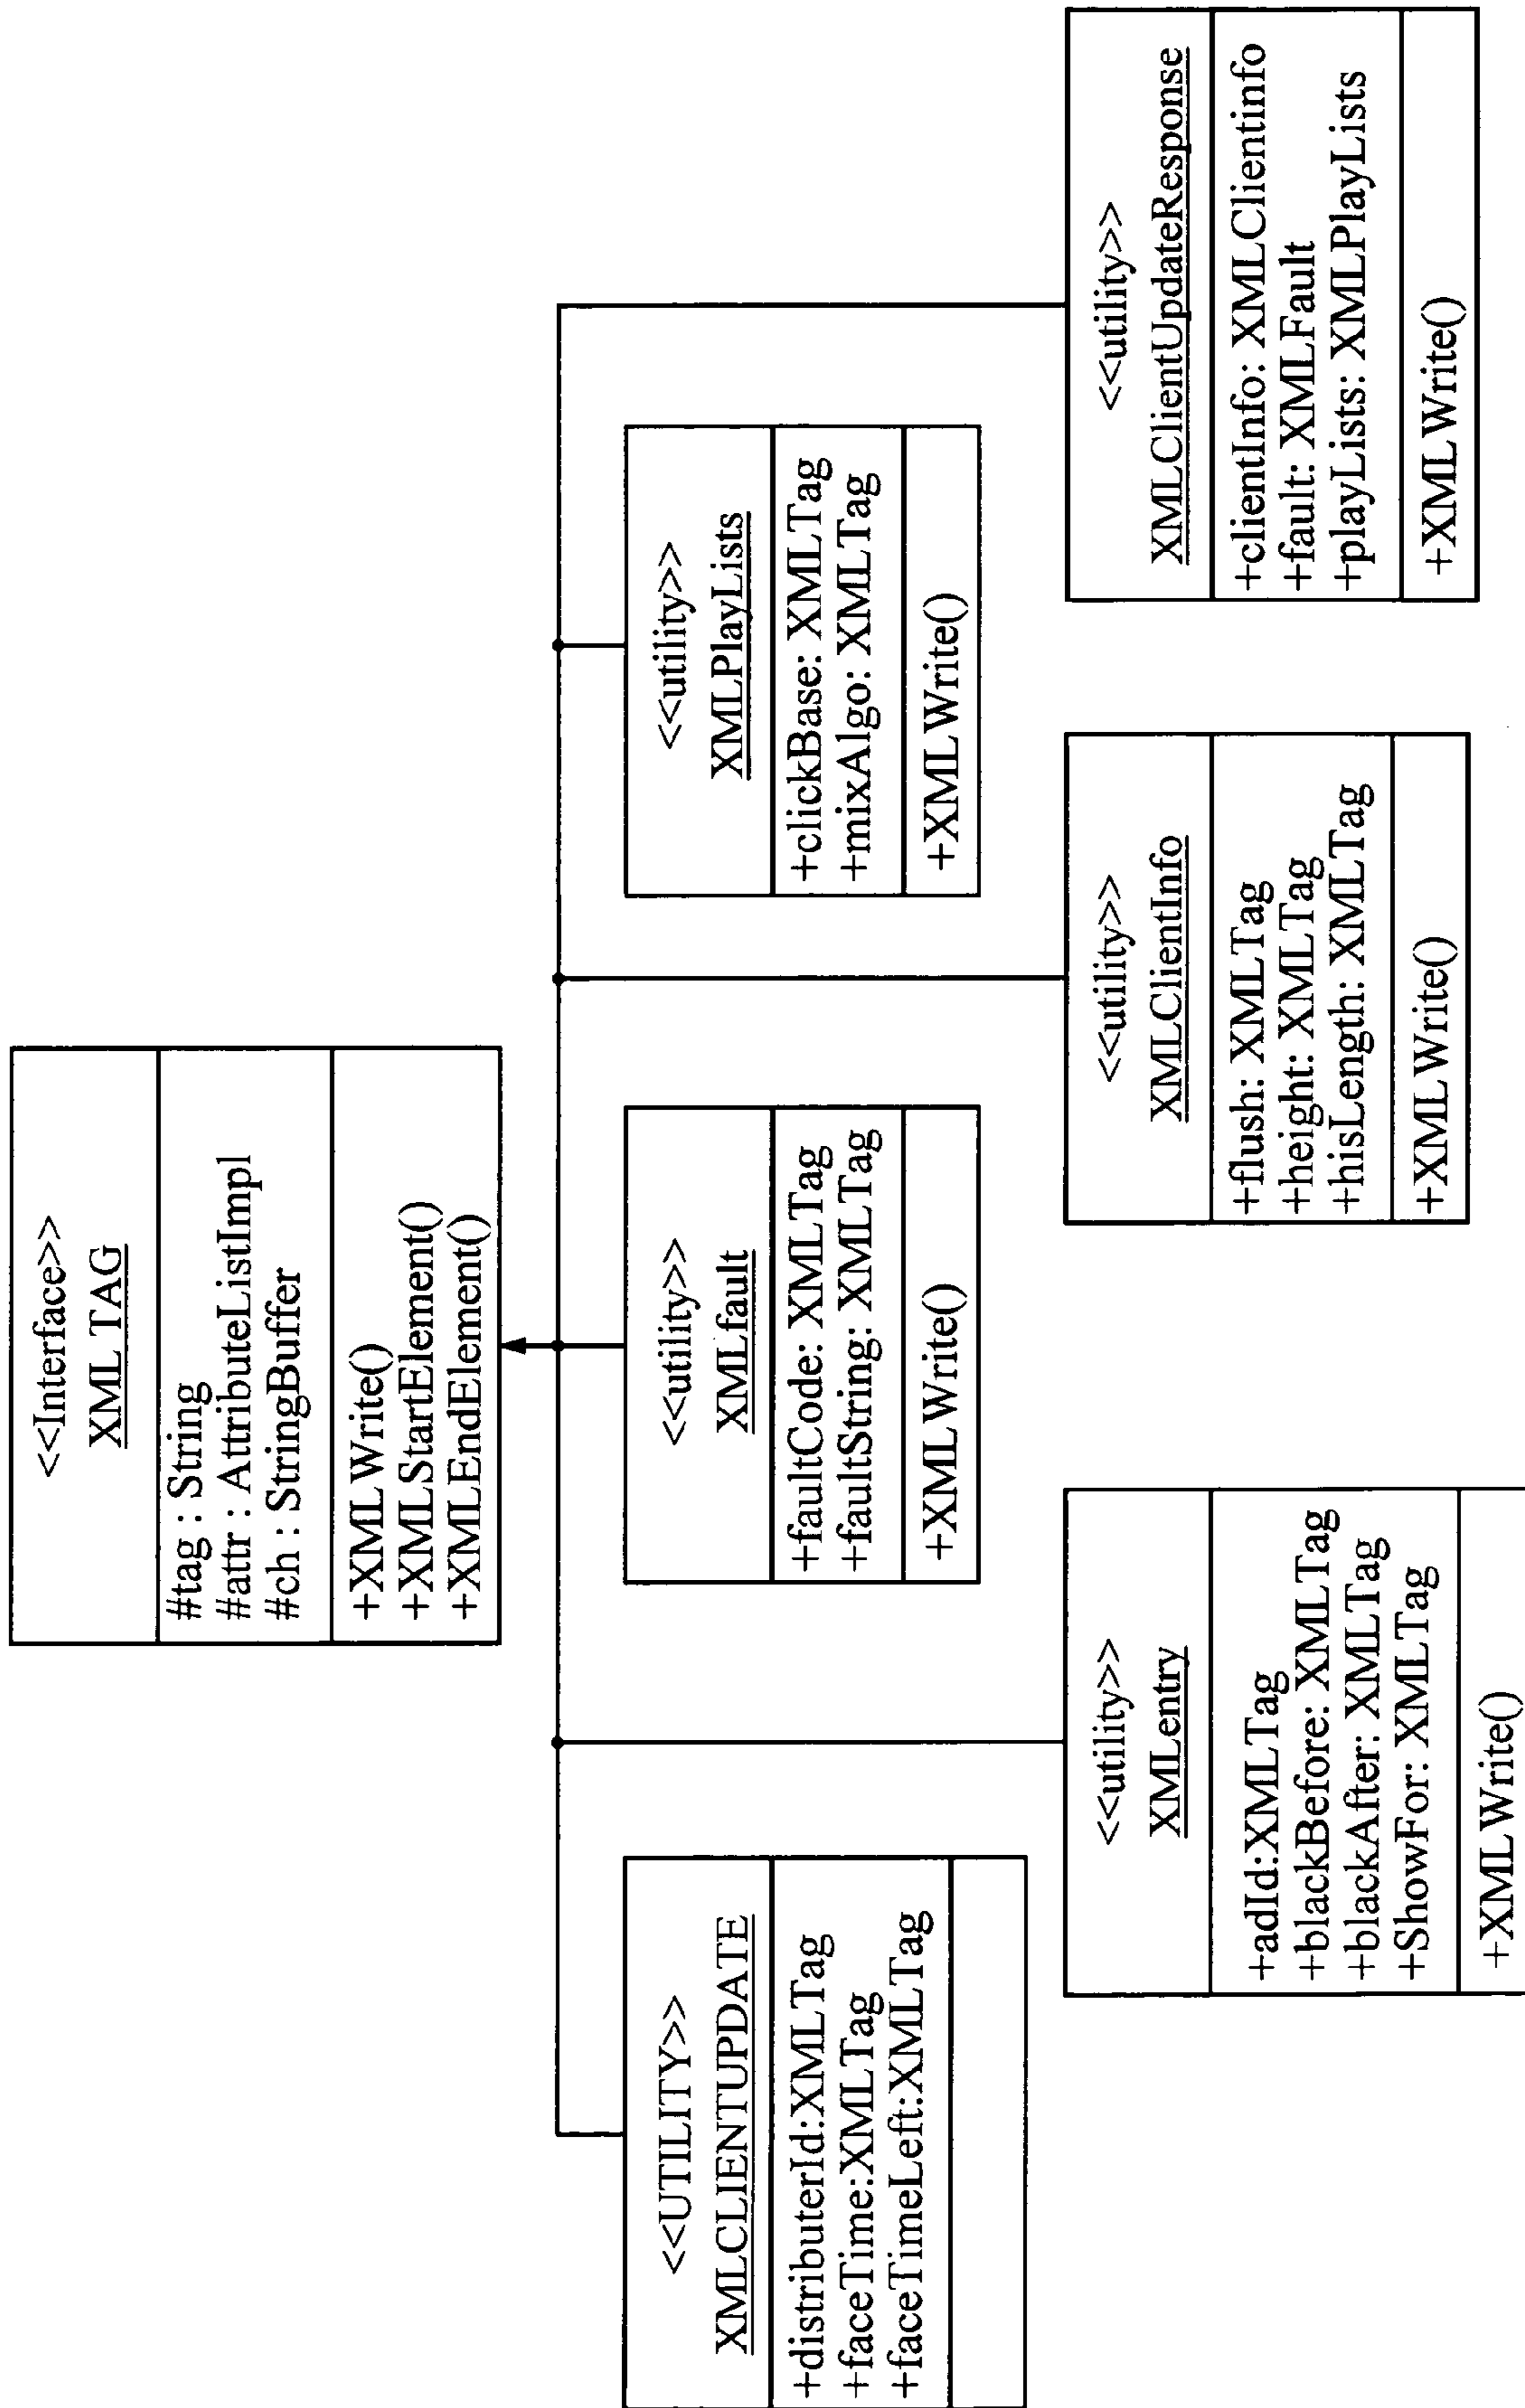 <<Interface>>
XML TAG
#tag : String
#attr : AttributeListImpl
#ch : StringBuffer
+XMLWrite()
+XMLStartElement()
+XMLEndElement()
<<UTILITY>>
XMLCLIENTUPDATE
+distributerId:XMLTag
+faceTime:XMLTag
+faceTimeLeft:XMLTag
<<utility>>
XMLfault
+faultCode: XMLTag
+faultString: XMLTag
+XMLWrite()
<<utility>>
XMLPlayLists
+clickBase: XMLTag
+mixAlgo: XMLTag
+XMLWrite()
<<utility>>
XMLentry
+adId:XMLTag
+blackBefore: XMLTag
+blackAfter: XMLTag
+ShowFor: XMLTag
+XMLWrite()
<<utility>>
XMLClientInfo
+flush: XMLTag
+height: XMLTag
+hisLength: XMLTag
+XMLWrite()
<<utility>>
XMLClientUpdateResponse
+clientInfo: XMLClientinfo
+fault: XMLFault
+playLists: XMLPlayLists
+XMLWrite()